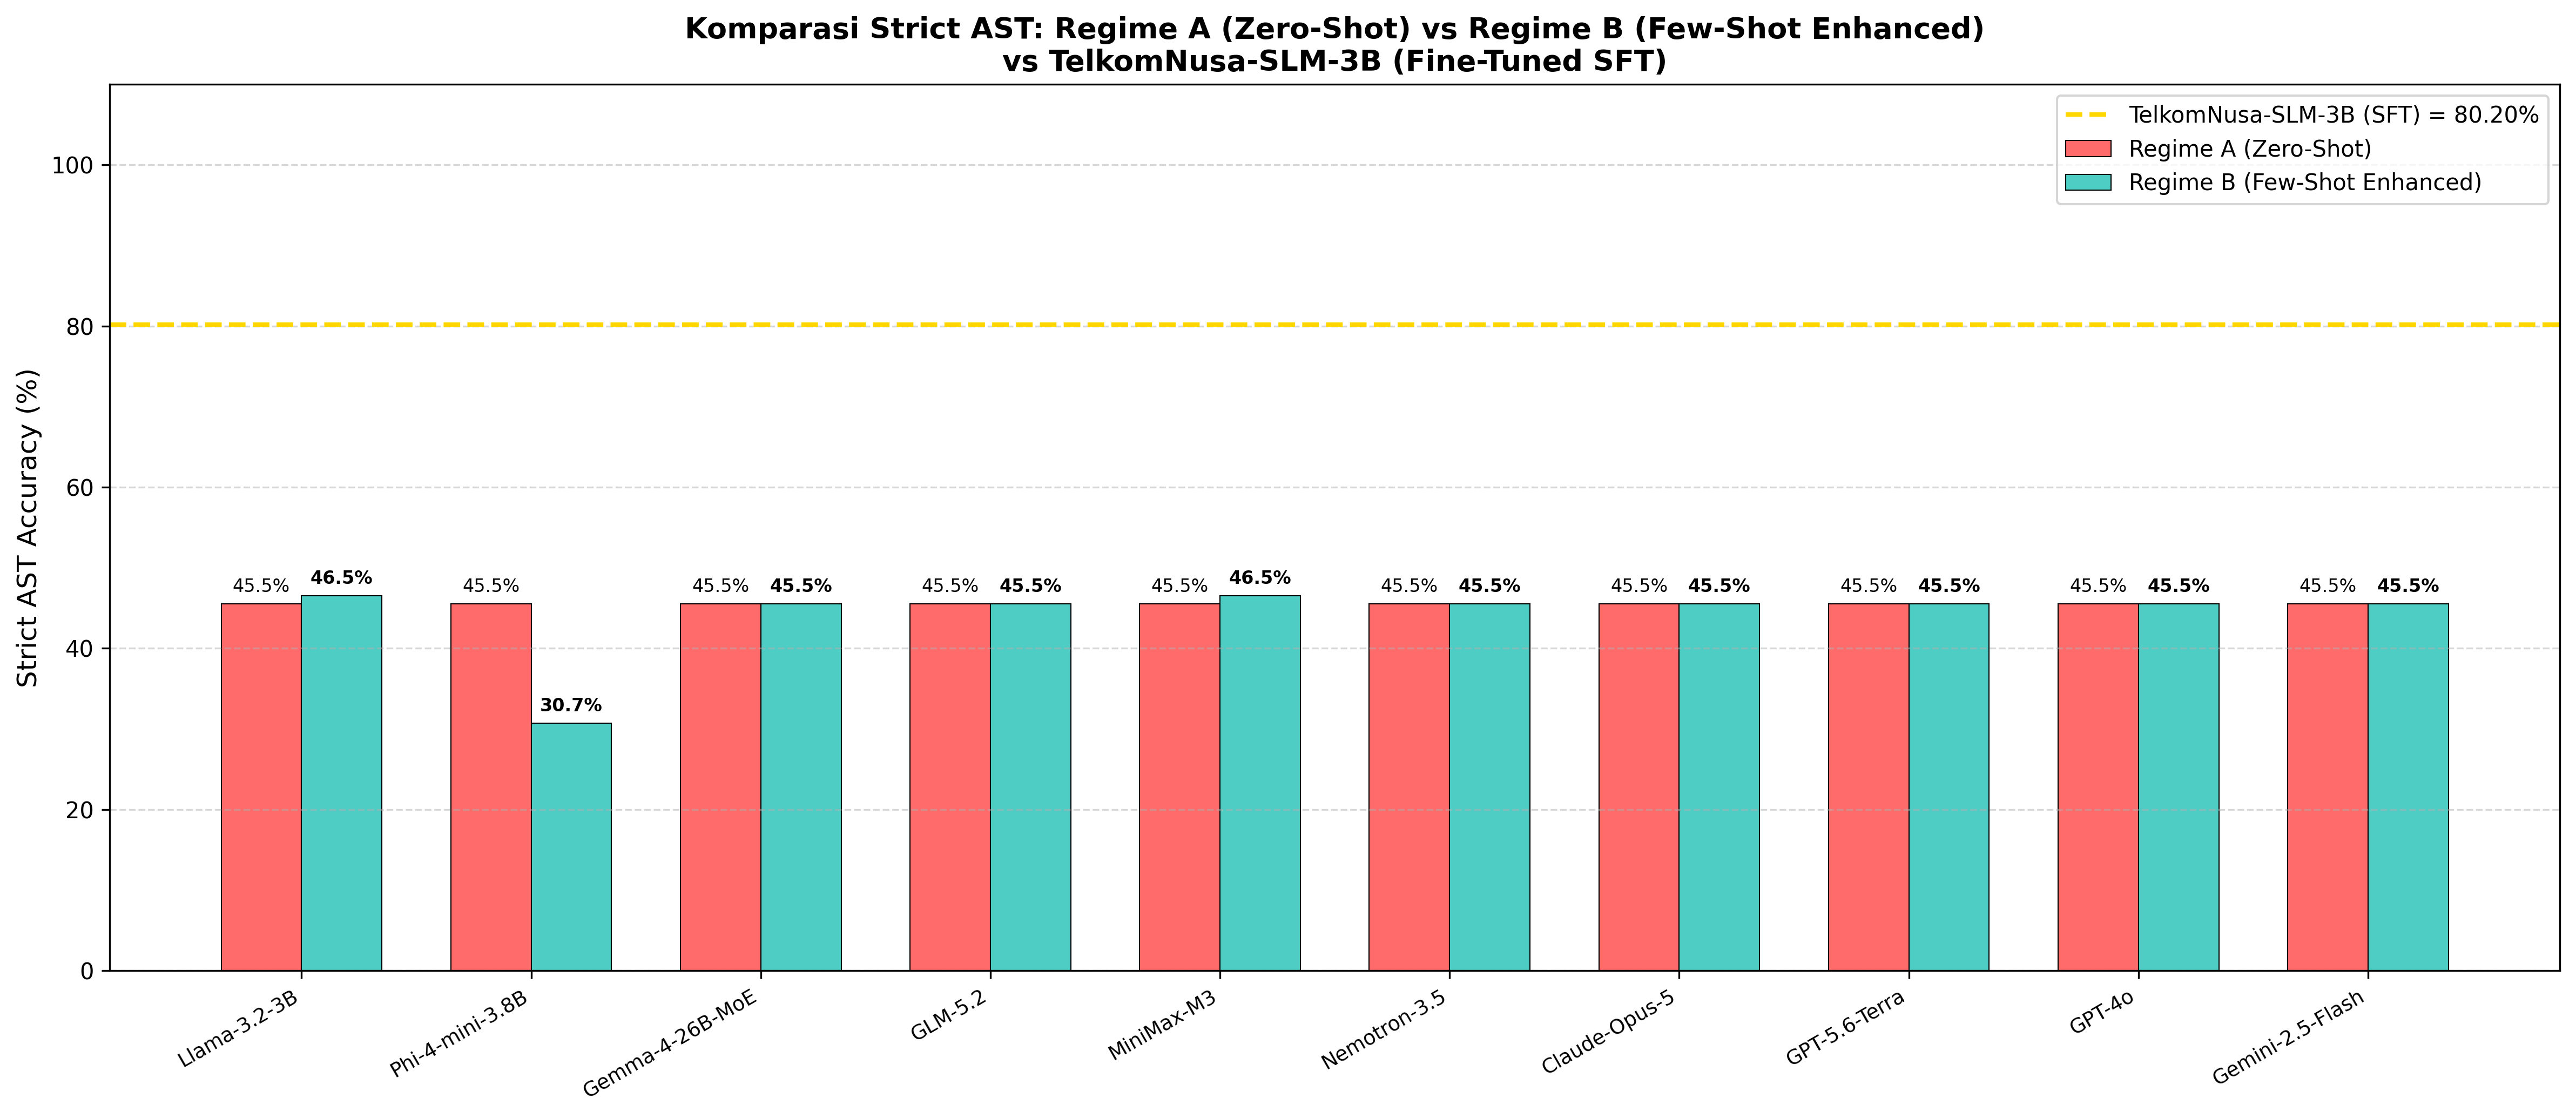 Komparasi Strict AST: Regime A (Zero-Shot) vs Regime B (Few-Shot Enhanced)
vs TelkomNusa-SLM-3B (Fine-Tuned SFT)
TelkomNusa-SLM-3B (SFT) = 80.20%
Regime A (Zero-Shot)
Regime B (Few-Shot Enhanced)
Strict AST Accuracy (%)
100
80
60
40
20
0
45.5% 46.5% 45.5% 30.7% 45.5% 45.5% 45.5% 45.5% 45.5% 46.5% 45.5% 45.5% 45.5% 45.5% 45.5% 45.5% 45.5% 45.5% 45.5% 45.5%
Llama-3.2-3B
Phi-4-mini-3.8B
Gemma-4-26B-MoE
GLM-5.2
MiniMax-M3
Nemotron-3.5
Claude-Opus-5
GPT-5.6-Terra
GPT-4o
Gemini-2.5-Flash